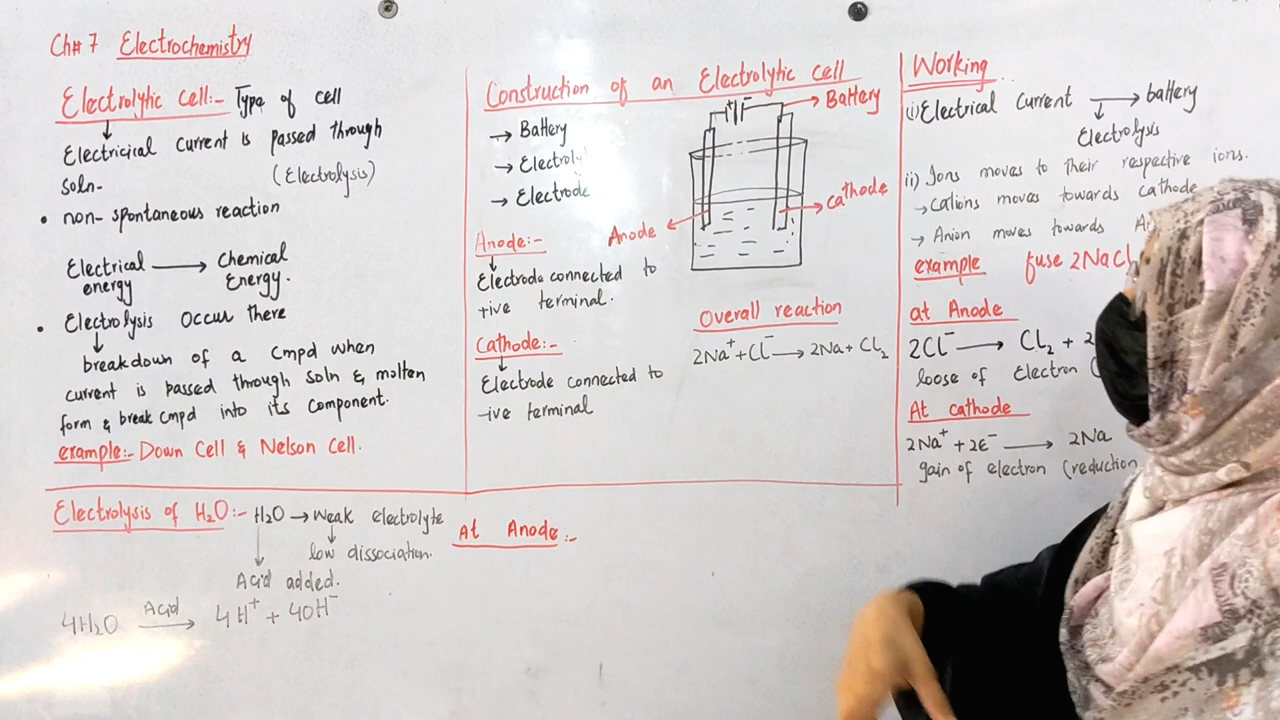 Ch# 7 Electrochemistry
Electrolytic cell:- Type of cell
Electricical current is passed through
soln- (Electrolysis)
• non-spontaneous reaction
Electrical energy → Chemical Energy.
• Electrolysis occur there
breakdown of a cmpd when
current is passed through soln & molten
form & break cmpd into its component.
example:- Down Cell & Nelson Cell.
Construction of an Electrolytic cell
→ Battery
→ Electroly
→ Electrode
Battery
Cathode
Anode
Anode:-
Electrode connected to
+ive terminal.
Cathode:-
Electrode connected to
-ive terminal
Overall reaction
2Na⁺ + Cl⁻ → 2Na + Cl₂
Working
(i) Electrical Current → battery
Electrolysis
ii) Ions moves to their respective ions.
→ Cations moves towards cathode
→ Anion moves towards
example fuse 2NaCl
at Anode
2Cl⁻ → Cl₂ + 2
loose of Electron (
At cathode
2Na⁺ + 2e⁻ → 2Na
gain of electron (reduction
Electrolysis of H₂O:- H₂O → Weak electrolyte
low dissociation.
Acid added.
4H₂O Acid → 4H⁺ + 4OH⁻
At Anode:-